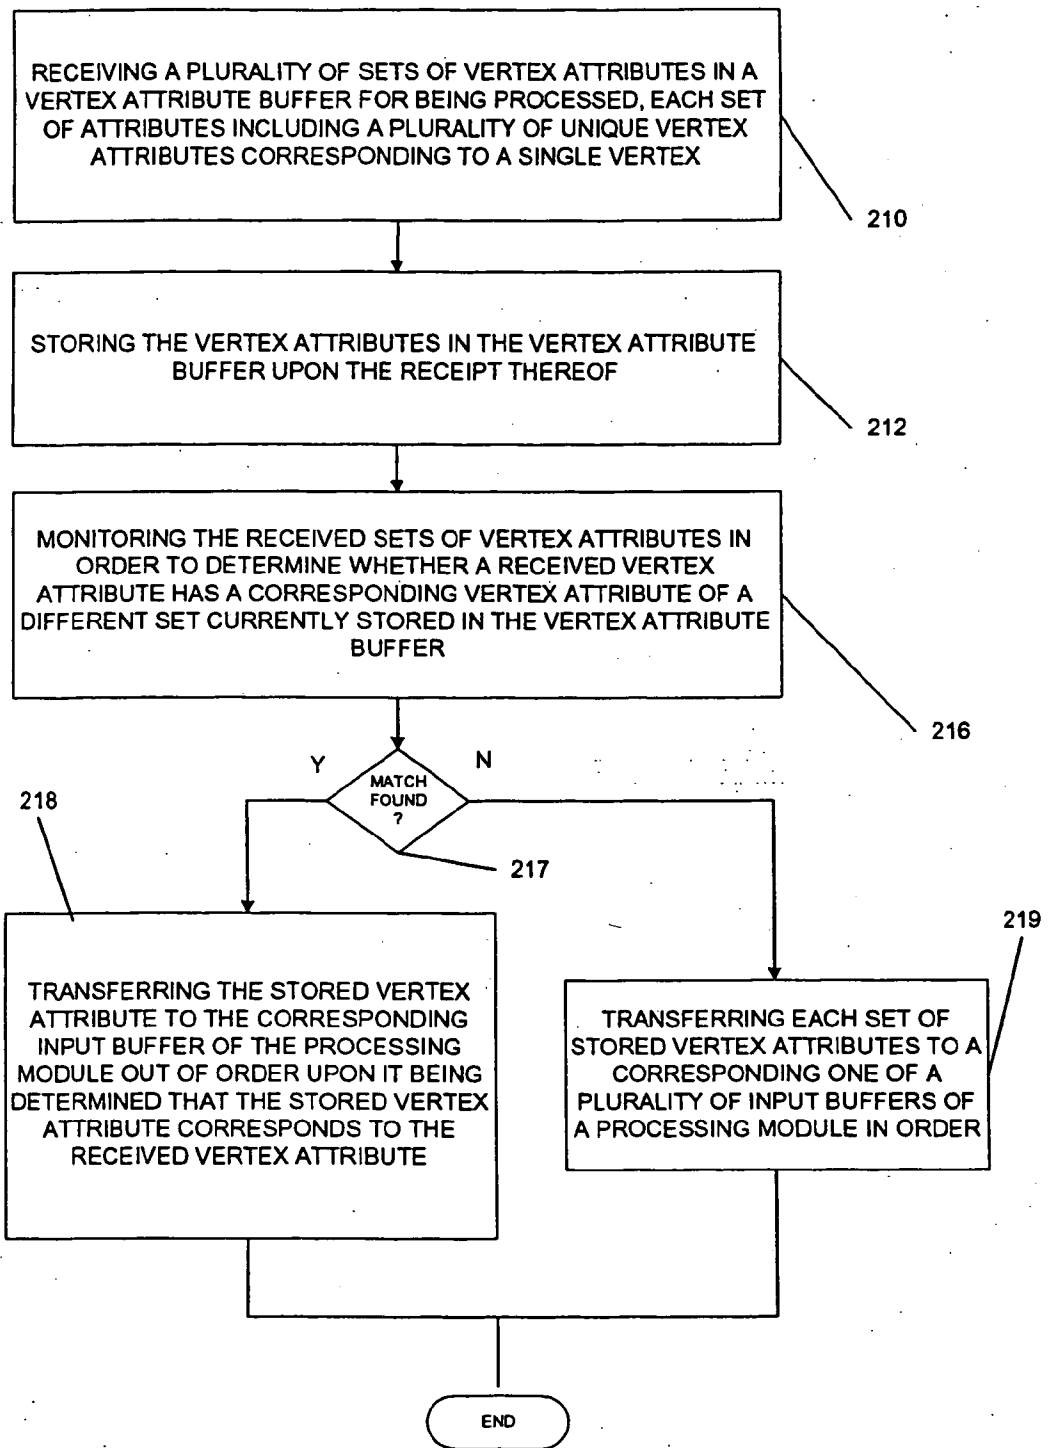 RECEIVING A PLURALITY OF SETS OF VERTEX ATTRIBUTES IN A
VERTEX ATTRIBUTE BUFFER FOR BEING PROCESSED, EACH SET
OF ATTRIBUTES INCLUDING A PLURALITY OF UNIQUE VERTEX
ATTRIBUTES CORRESPONDING TO A SINGLE VERTEX
210
STORING THE VERTEX ATTRIBUTES IN THE VERTEX ATTRIBUTE
BUFFER UPON THE RECEIPT THEREOF
212
MONITORING THE RECEIVED SETS OF VERTEX ATTRIBUTES IN
ORDER TO DETERMINE WHETHER A RECEIVED VERTEX
ATTRIBUTE HAS A CORRESPONDING VERTEX ATTRIBUTE OF A
DIFFERENT SET CURRENTLY STORED IN THE VERTEX ATTRIBUTE
BUFFER
216
Y
N
MATCH
FOUND
?
217
218
TRANSFERRING THE STORED VERTEX
ATTRIBUTE TO THE CORRESPONDING
INPUT BUFFER OF THE PROCESSING
MODULE OUT OF ORDER UPON IT BEING
DETERMINED THAT THE STORED VERTEX
ATTRIBUTE CORRESPONDS TO THE
RECEIVED VERTEX ATTRIBUTE
219
TRANSFERRING EACH SET OF
STORED VERTEX ATTRIBUTES TO A
CORRESPONDING ONE OF A
PLURALITY OF INPUT BUFFERS OF
A PROCESSING MODULE IN ORDER
END